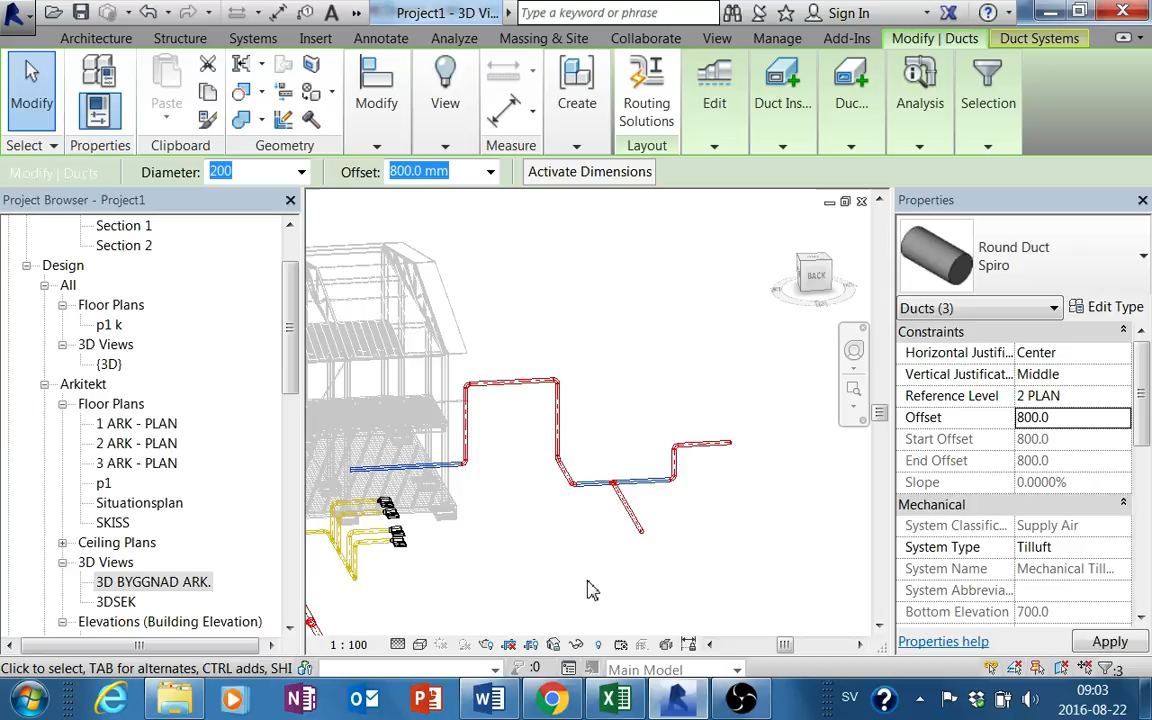 Project1 - 3D Vi...
Type a keyword or phrase
Sign In
Architecture
Structure
Systems
Insert
Annotate
Analyze
Massing & Site
Collaborate
View
Manage
Add-Ins
Modify | Ducts
Duct Systems
Modify
Paste
Modify
View
Create
Routing
Solutions
Edit
Duct Ins...
Duc...
Analysis
Selection
Select
Properties
Clipboard
Geometry
Measure
Layout
Modify | Ducts
Diameter:
200
Offset:
800.0 mm
Activate Dimensions
Project Browser - Project1
Section 1
Section 2
Design
All
Floor Plans
p1 k
3D Views
{3D}
Arkitekt
Floor Plans
1 ARK - PLAN
2 ARK - PLAN
3 ARK - PLAN
p1
Situationsplan
SKISS
Ceiling Plans
3D Views
3D BYGGNAD ARK.
3DSEK
Elevations (Building Elevation)
BACK
1 : 100
Properties
Round Duct
Spiro
Ducts (3)
Edit Type
Constraints
Horizontal Justifi... Center
Vertical Justificat... Middle
Reference Level 2 PLAN
Offset 800.0
Start Offset 800.0
End Offset 800.0
Slope 0.0000%
Mechanical
System Classific... Supply Air
System Type Tilluft
System Name Mechanical Till...
System Abbrevia...
Bottom Elevation 700.0
Properties help
Apply
Click to select, TAB for alternates, CTRL adds, SHI
:0
Main Model
:3
SV
09:03
2016-08-22